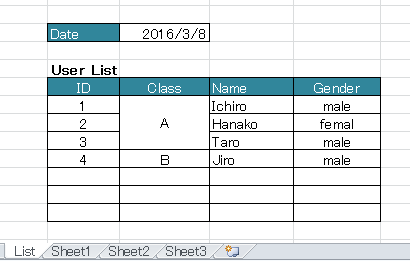 Date 2016/3/8
User List
ID Class Name Gender
1 Ichiro male
2 A Hanako femal
3 Taro male
4 B Jiro male
List Sheet1 Sheet2 Sheet3